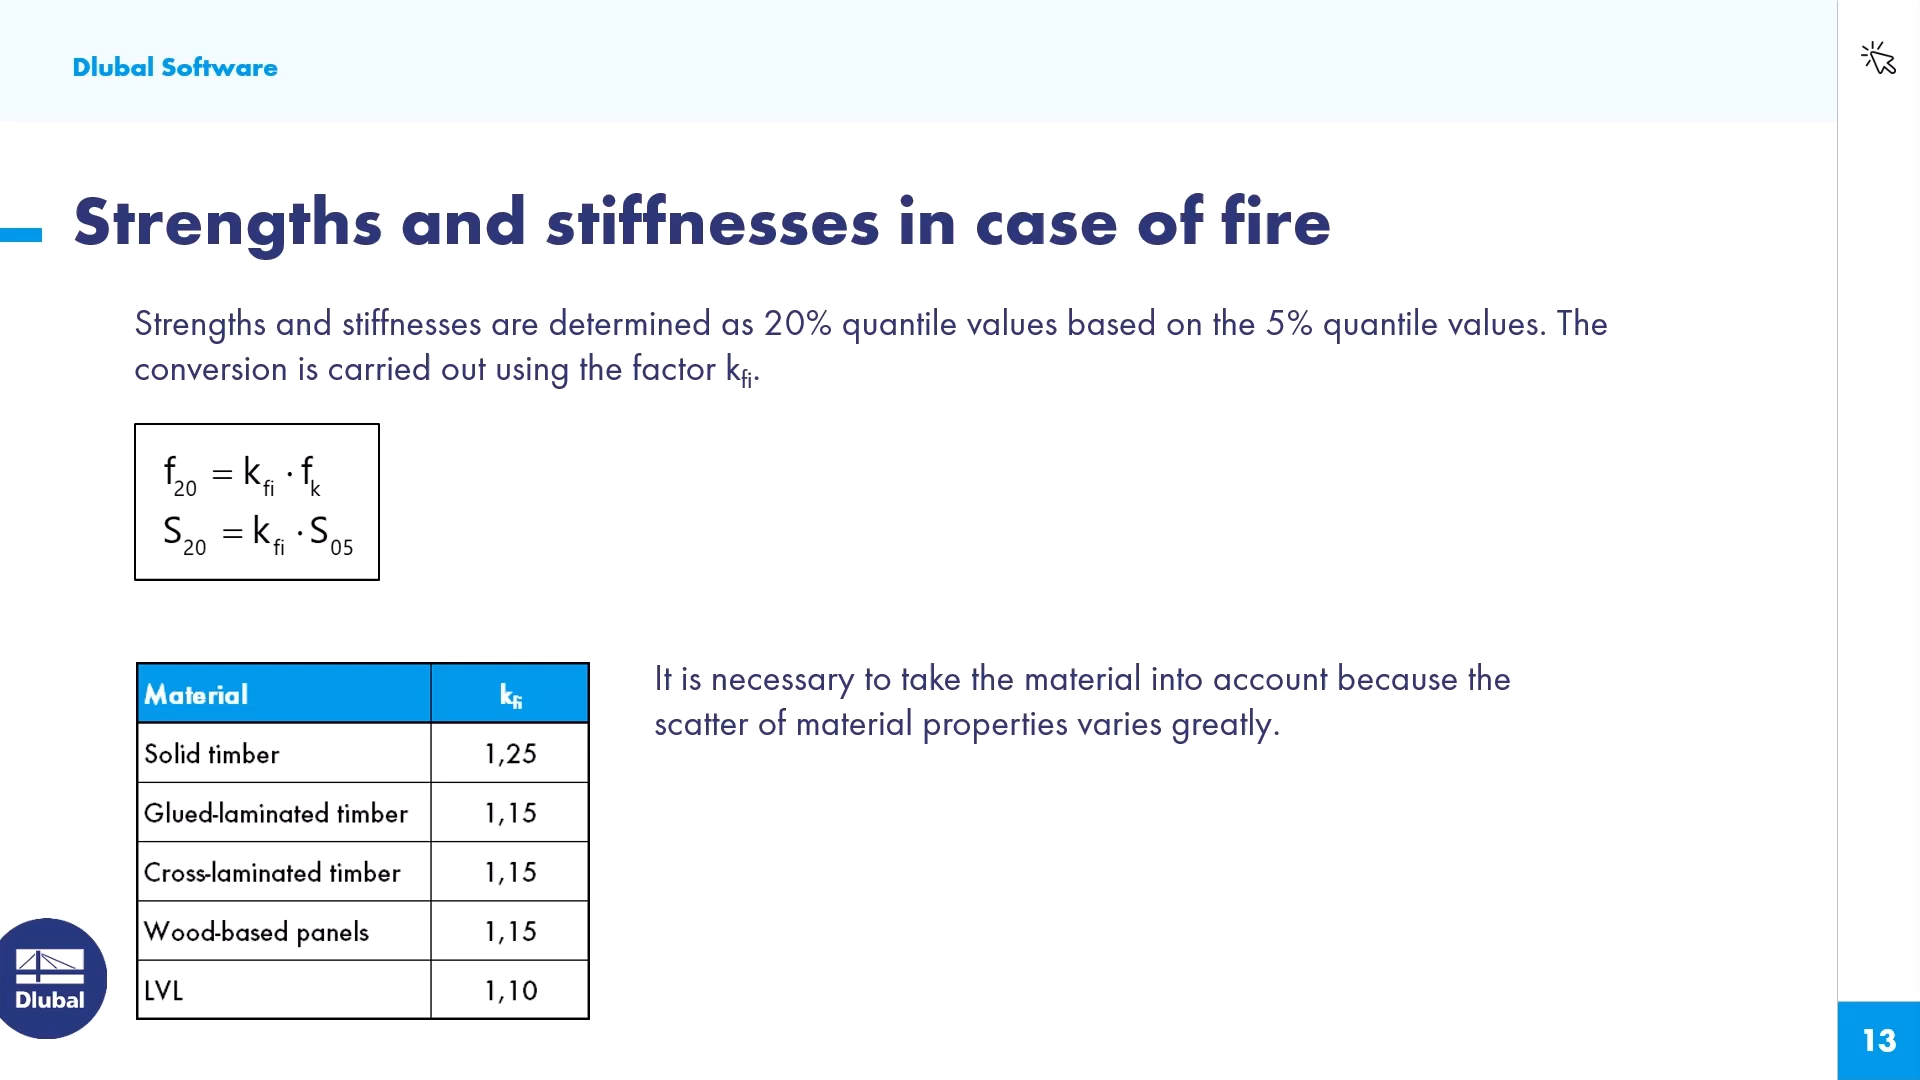 Dlubal Software
Strengths and stiffnesses in case of fire
Strengths and stiffnesses are determined as 20% quantile values based on the 5% quantile values. The
conversion is carried out using the factor kfi.
f20 = kfi · fk
S20 = kfi · S05
Material kfi
Solid timber 1,25
Glued-laminated timber 1,15
Cross-laminated timber 1,15
Wood-based panels 1,15
LVL 1,10
It is necessary to take the material into account because the
scatter of material properties varies greatly.
Dlubal
13